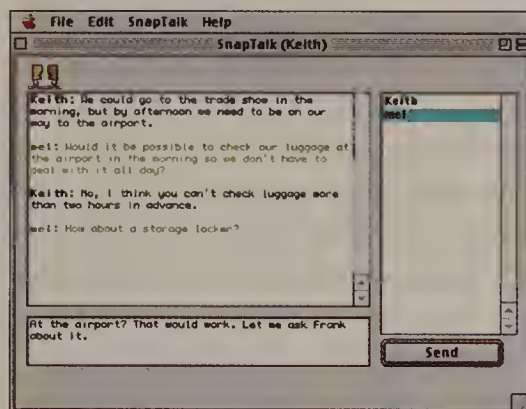 File Edit SnapTalk Help
SnapTalk (Keith)
Keith: We could go to the trade show in the
morning, but by afternoon we need to be on our
way to the airport.
mel: Would it be possible to check our luggage at
the airport in the morning so we don't have to
deal with it all day?
Keith: No, I think you can't check luggage more
than two hours in advance.
mel: How about a storage locker?
Keith
mel
At the airport? That would work. Let me ask Frank
about it.
Send